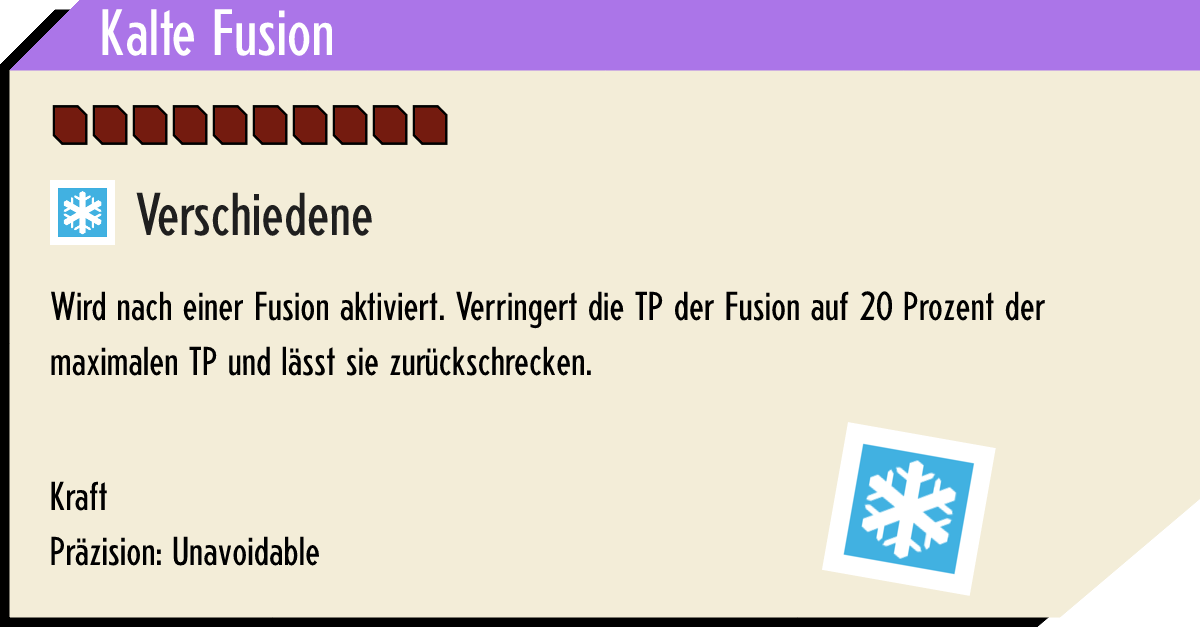 Kalte Fusion
Verschiedene
Wird nach einer Fusion aktiviert. Verringert die TP der Fusion auf 20 Prozent der
maximalen TP und lässt sie zurückschrecken.
Kraft
Präzision: Unavoidable